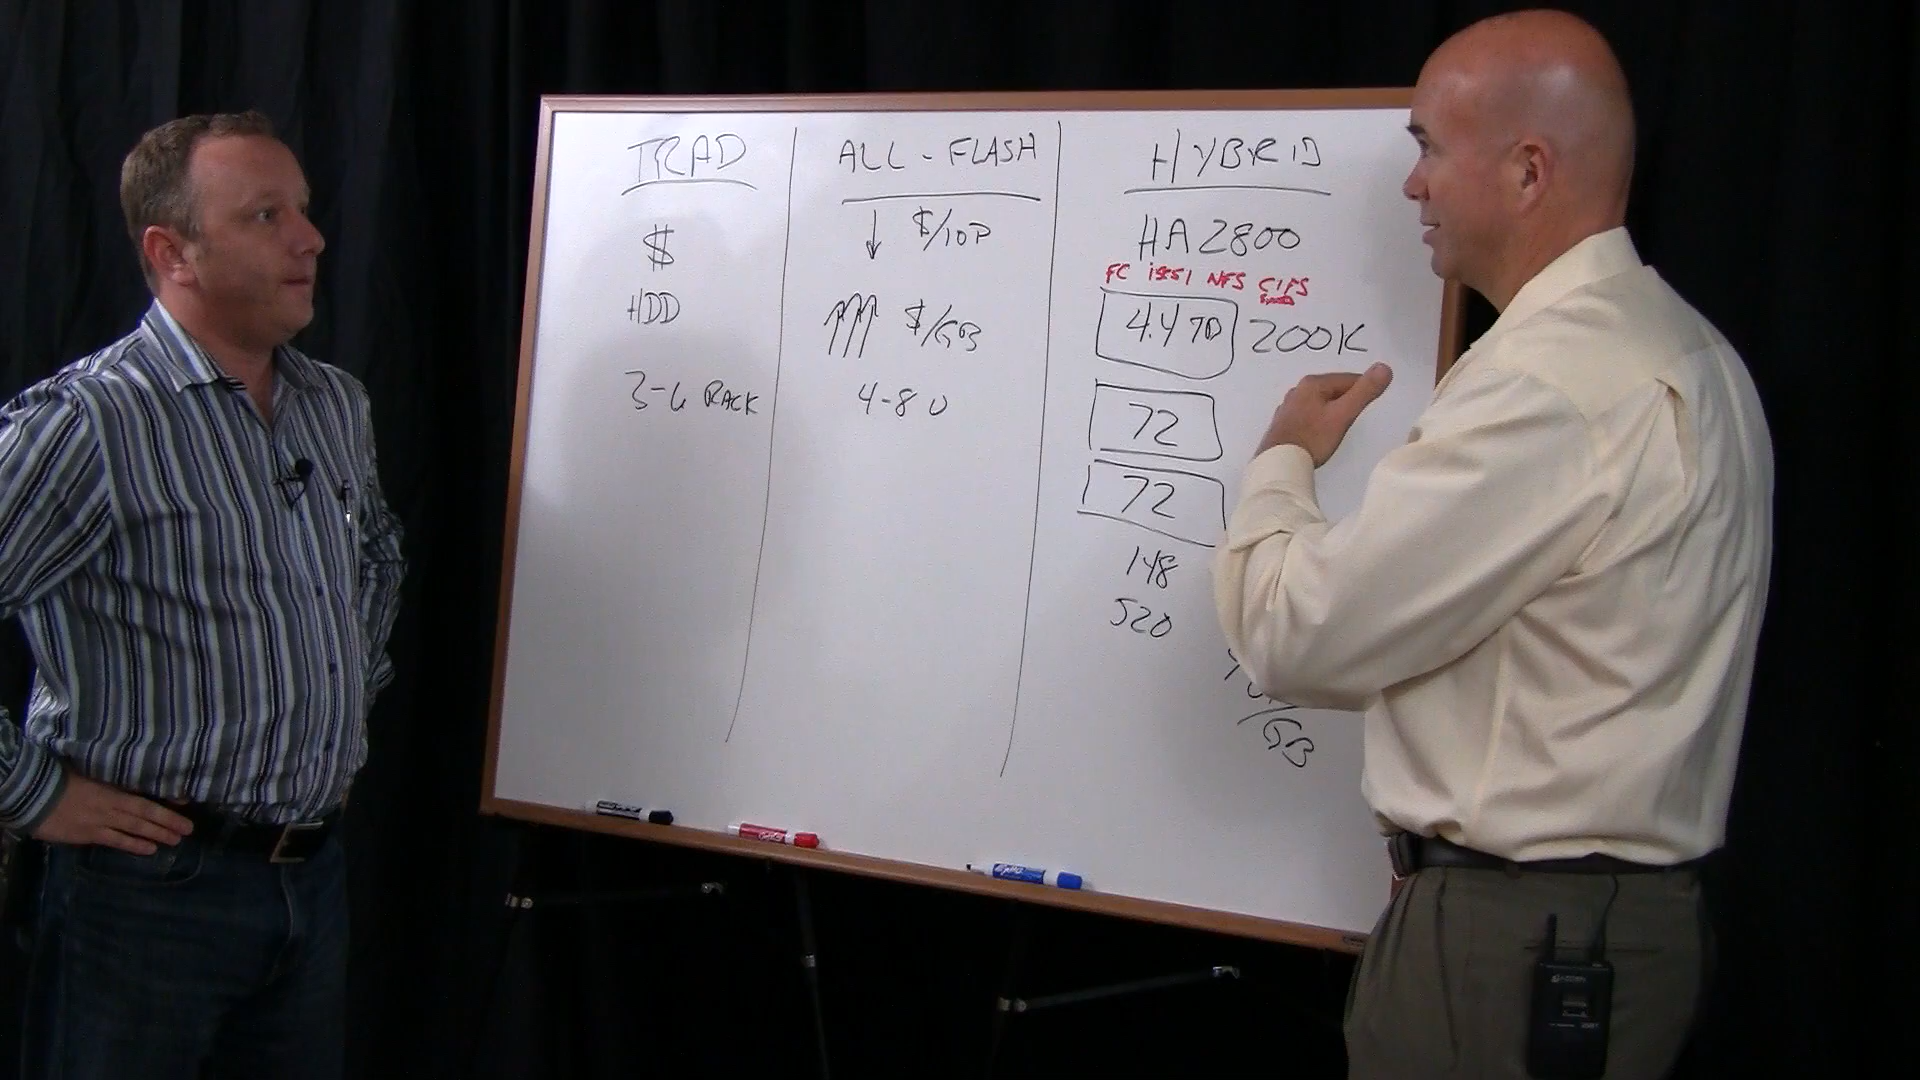 TRAD
$
HDD
3-6 RACK
ALL-FLASH
↓ $/IOP
↑↑↑ $/GB
4-8 U
HYBRID
HA2800
FC iSCSI NFS CIFS
4.4 TB 200K
72
72
148
520
/GB